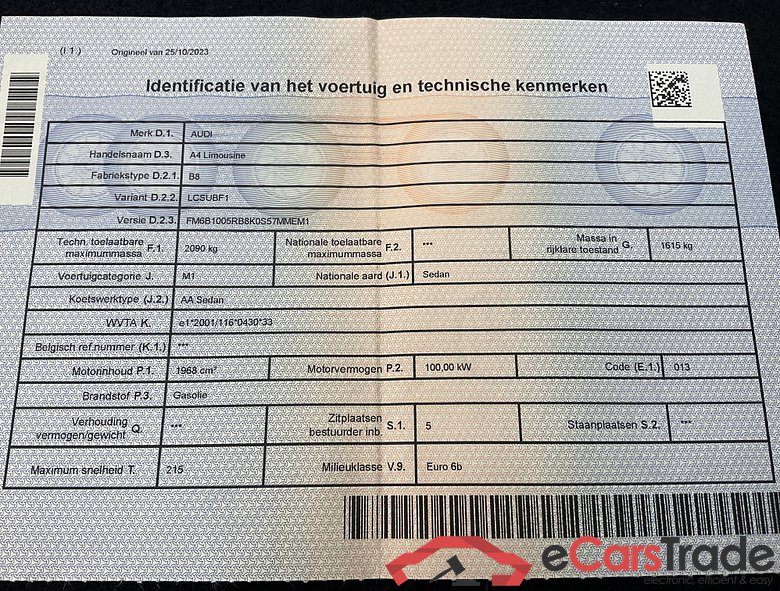 (I.1.) Origineel van 25/10/2023
Identificatie van het voertuig en technische kenmerken
Merk D.1. AUDI
Handelsnaam D.3. A4 Limousine
Fabriekstype D.2.1. B8
Variant D.2.2. LCSUBF1
Versie D.2.3. FM6B1005RB8K0S57MMEM1
Techn. toelaatbare maximummassa F.1. 2090 kg Nationale toelaatbare maximummassa F.2. *** Massa in rijklare toestand G. 1615 kg
Voertuigcategorie J. M1 Nationale aard (J.1.) Sedan
Koetswerktype (J.2.) AA Sedan
WVTA K. e1*2001/116*0430*33
Belgisch ref.nummer (K.1.) ***
Motorinhoud P.1. 1968 cm³ Motorvermogen P.2. 100,00 kW Code (E.1.) 013
Brandstof P.3. Gasolie
Verhouding vermogen/gewicht Q. *** Zitplaatsen bestuurder inb. S.1. 5 Staanplaatsen S.2. ***
Maximum snelheid T. 215 Milieuklasse V.9. Euro 6b
eCarsTrade
electronic, efficient & easy